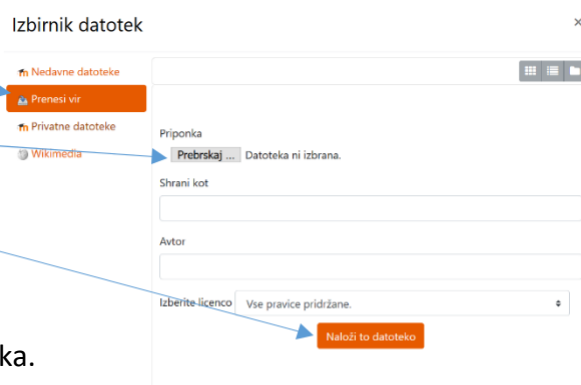 Izbirnik datotek
×
Nedavne datoteke
Prenesi vir
Privatne datoteke
Wikimedia
Priponka
Prebrskaj ... Datoteka ni izbrana.
Shrani kot
Avtor
Izberite licenco Vse pravice pridržane.
Naloži to datoteko
ka.